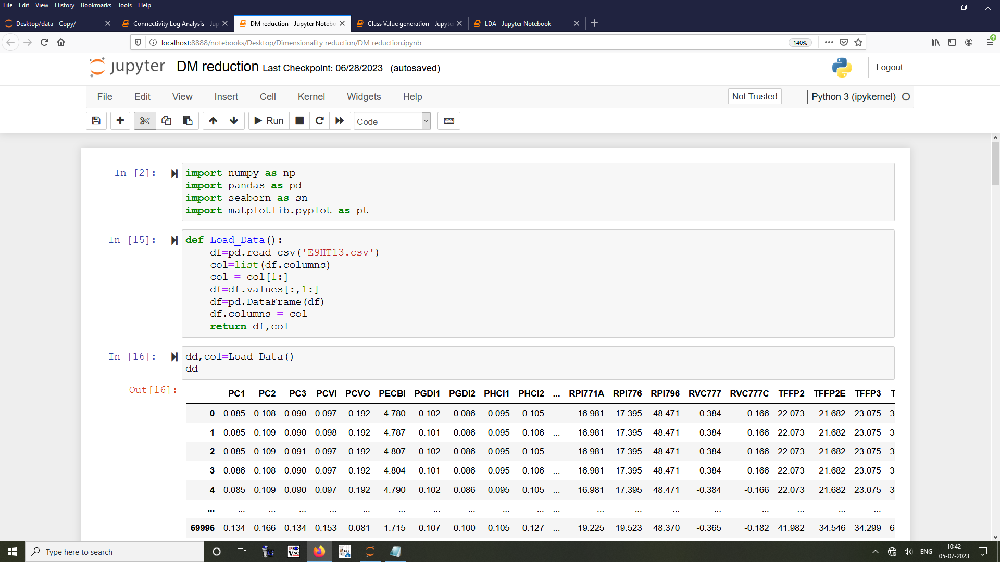 File Edit View History Bookmarks Tools Help
Desktop/data - Copy/
Connectivity Log Analysis - Jup
DM reduction - Jupyter Notebo
Class Value generation - Jupyte
LDA - Jupyter Notebook
localhost:8888/notebooks/Desktop/Dimensionality reduction/DM reduction.ipynb 140%
jupyter DM reduction Last Checkpoint: 06/28/2023 (autosaved) Logout
File Edit View Insert Cell Kernel Widgets Help Not Trusted Python 3 (ipykernel)
Run Code
In [2]: import numpy as np
import pandas as pd
import seaborn as sn
import matplotlib.pyplot as pt
In [15]: def Load_Data():
df=pd.read_csv('E9HT13.csv')
col=list(df.columns)
col = col[1:]
df=df.values[:,1:]
df=pd.DataFrame(df)
df.columns = col
return df,col
In [16]: dd,col=Load_Data()
dd
Out[16]:
PC1 PC2 PC3 PCVI PCVO PECBI PGDI1 PGDI2 PHCI1 PHCI2 ... RPI771A RPI776 RPI796 RVC777 RVC777C TFFP2 TFFP2E TFFP3 T
0 0.085 0.108 0.090 0.097 0.192 4.780 0.102 0.086 0.095 0.105 ... 16.981 17.395 48.471 -0.384 -0.166 22.073 21.682 23.075 3
1 0.085 0.109 0.090 0.098 0.192 4.787 0.101 0.086 0.095 0.106 ... 16.981 17.395 48.471 -0.384 -0.166 22.073 21.682 23.075 3
2 0.085 0.109 0.091 0.097 0.192 4.807 0.102 0.086 0.095 0.105 ... 16.981 17.395 48.471 -0.384 -0.166 22.073 21.682 23.075 3
3 0.086 0.108 0.090 0.097 0.192 4.804 0.101 0.086 0.095 0.106 ... 16.981 17.395 48.471 -0.384 -0.166 22.073 21.682 23.075 3
4 0.085 0.109 0.090 0.097 0.192 4.790 0.102 0.086 0.095 0.105 ... 16.981 17.395 48.471 -0.384 -0.166 22.073 21.682 23.075 3
... ... ... ... ... ... ... ... ... ... ... ... ... ... ... ... ... ... ... ...
69996 0.134 0.166 0.134 0.153 0.081 1.715 0.107 0.100 0.105 0.127 ... 19.225 19.523 48.370 -0.365 -0.182 41.982 34.546 34.299 6
Type here to search
ENG
10:42
05-07-2023